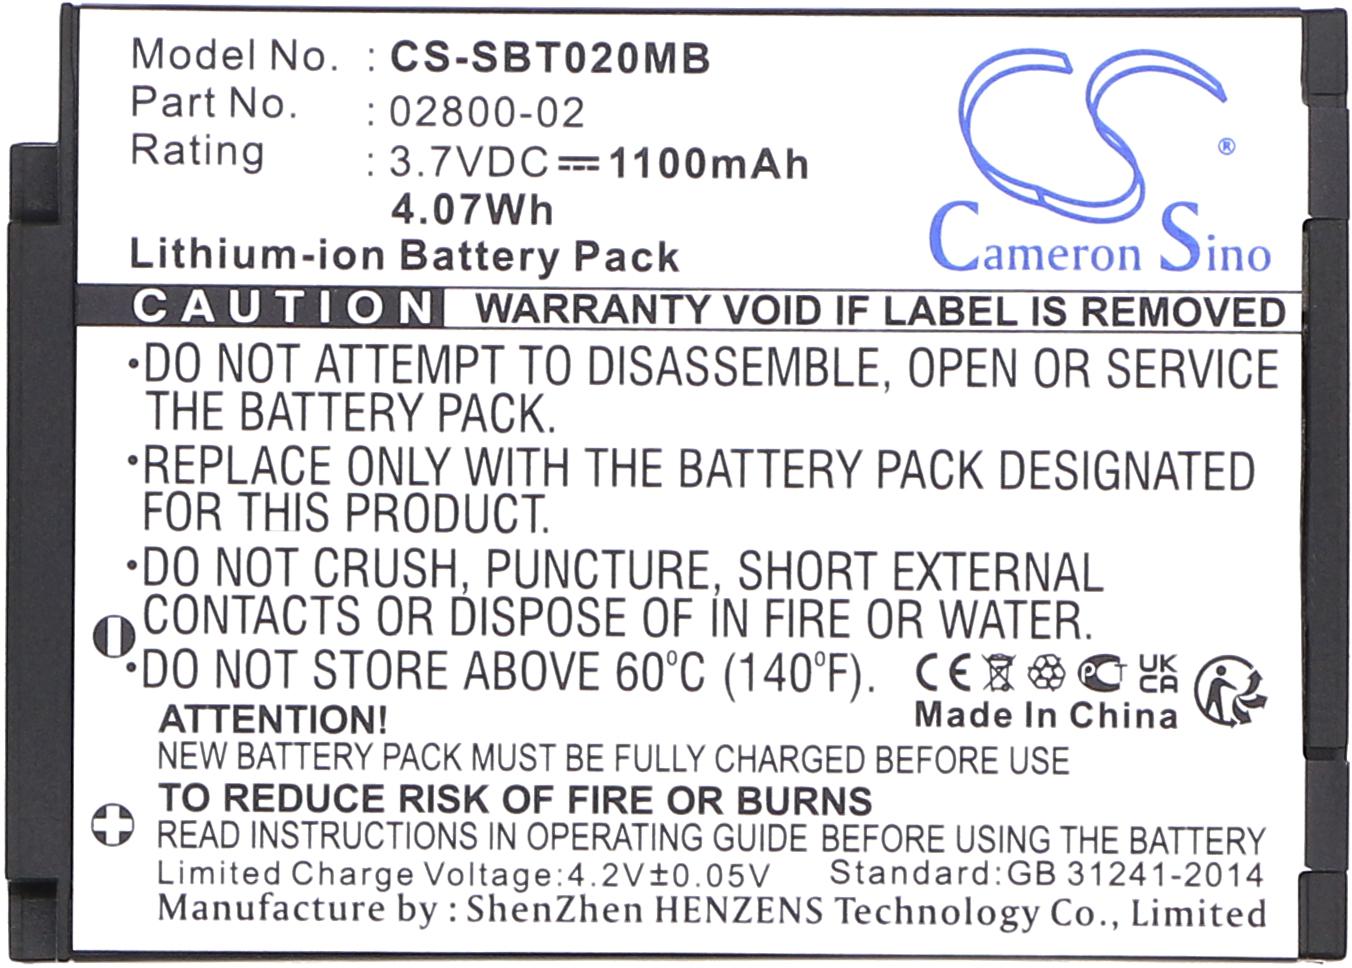 Model No. : CS-SBT020MB
Part No. : 02800-02
Rating : 3.7VDC ⎓ 1100mAh
4.07Wh
Lithium-ion Battery Pack
Cameron Sino ®
CAUTION WARRANTY VOID IF LABEL IS REMOVED
•DO NOT ATTEMPT TO DISASSEMBLE, OPEN OR SERVICE
THE BATTERY PACK.
•REPLACE ONLY WITH THE BATTERY PACK DESIGNATED
FOR THIS PRODUCT.
•DO NOT CRUSH, PUNCTURE, SHORT EXTERNAL
CONTACTS OR DISPOSE OF IN FIRE OR WATER.
•DO NOT STORE ABOVE 60°C (140°F).
CE PCT UK CA
Made In China
ATTENTION!
NEW BATTERY PACK MUST BE FULLY CHARGED BEFORE USE
TO REDUCE RISK OF FIRE OR BURNS
READ INSTRUCTIONS IN OPERATING GUIDE BEFORE USING THE BATTERY
Limited Charge Voltage:4.2V±0.05V Standard:GB 31241-2014
Manufacture by : ShenZhen HENZENS Technology Co., Limited